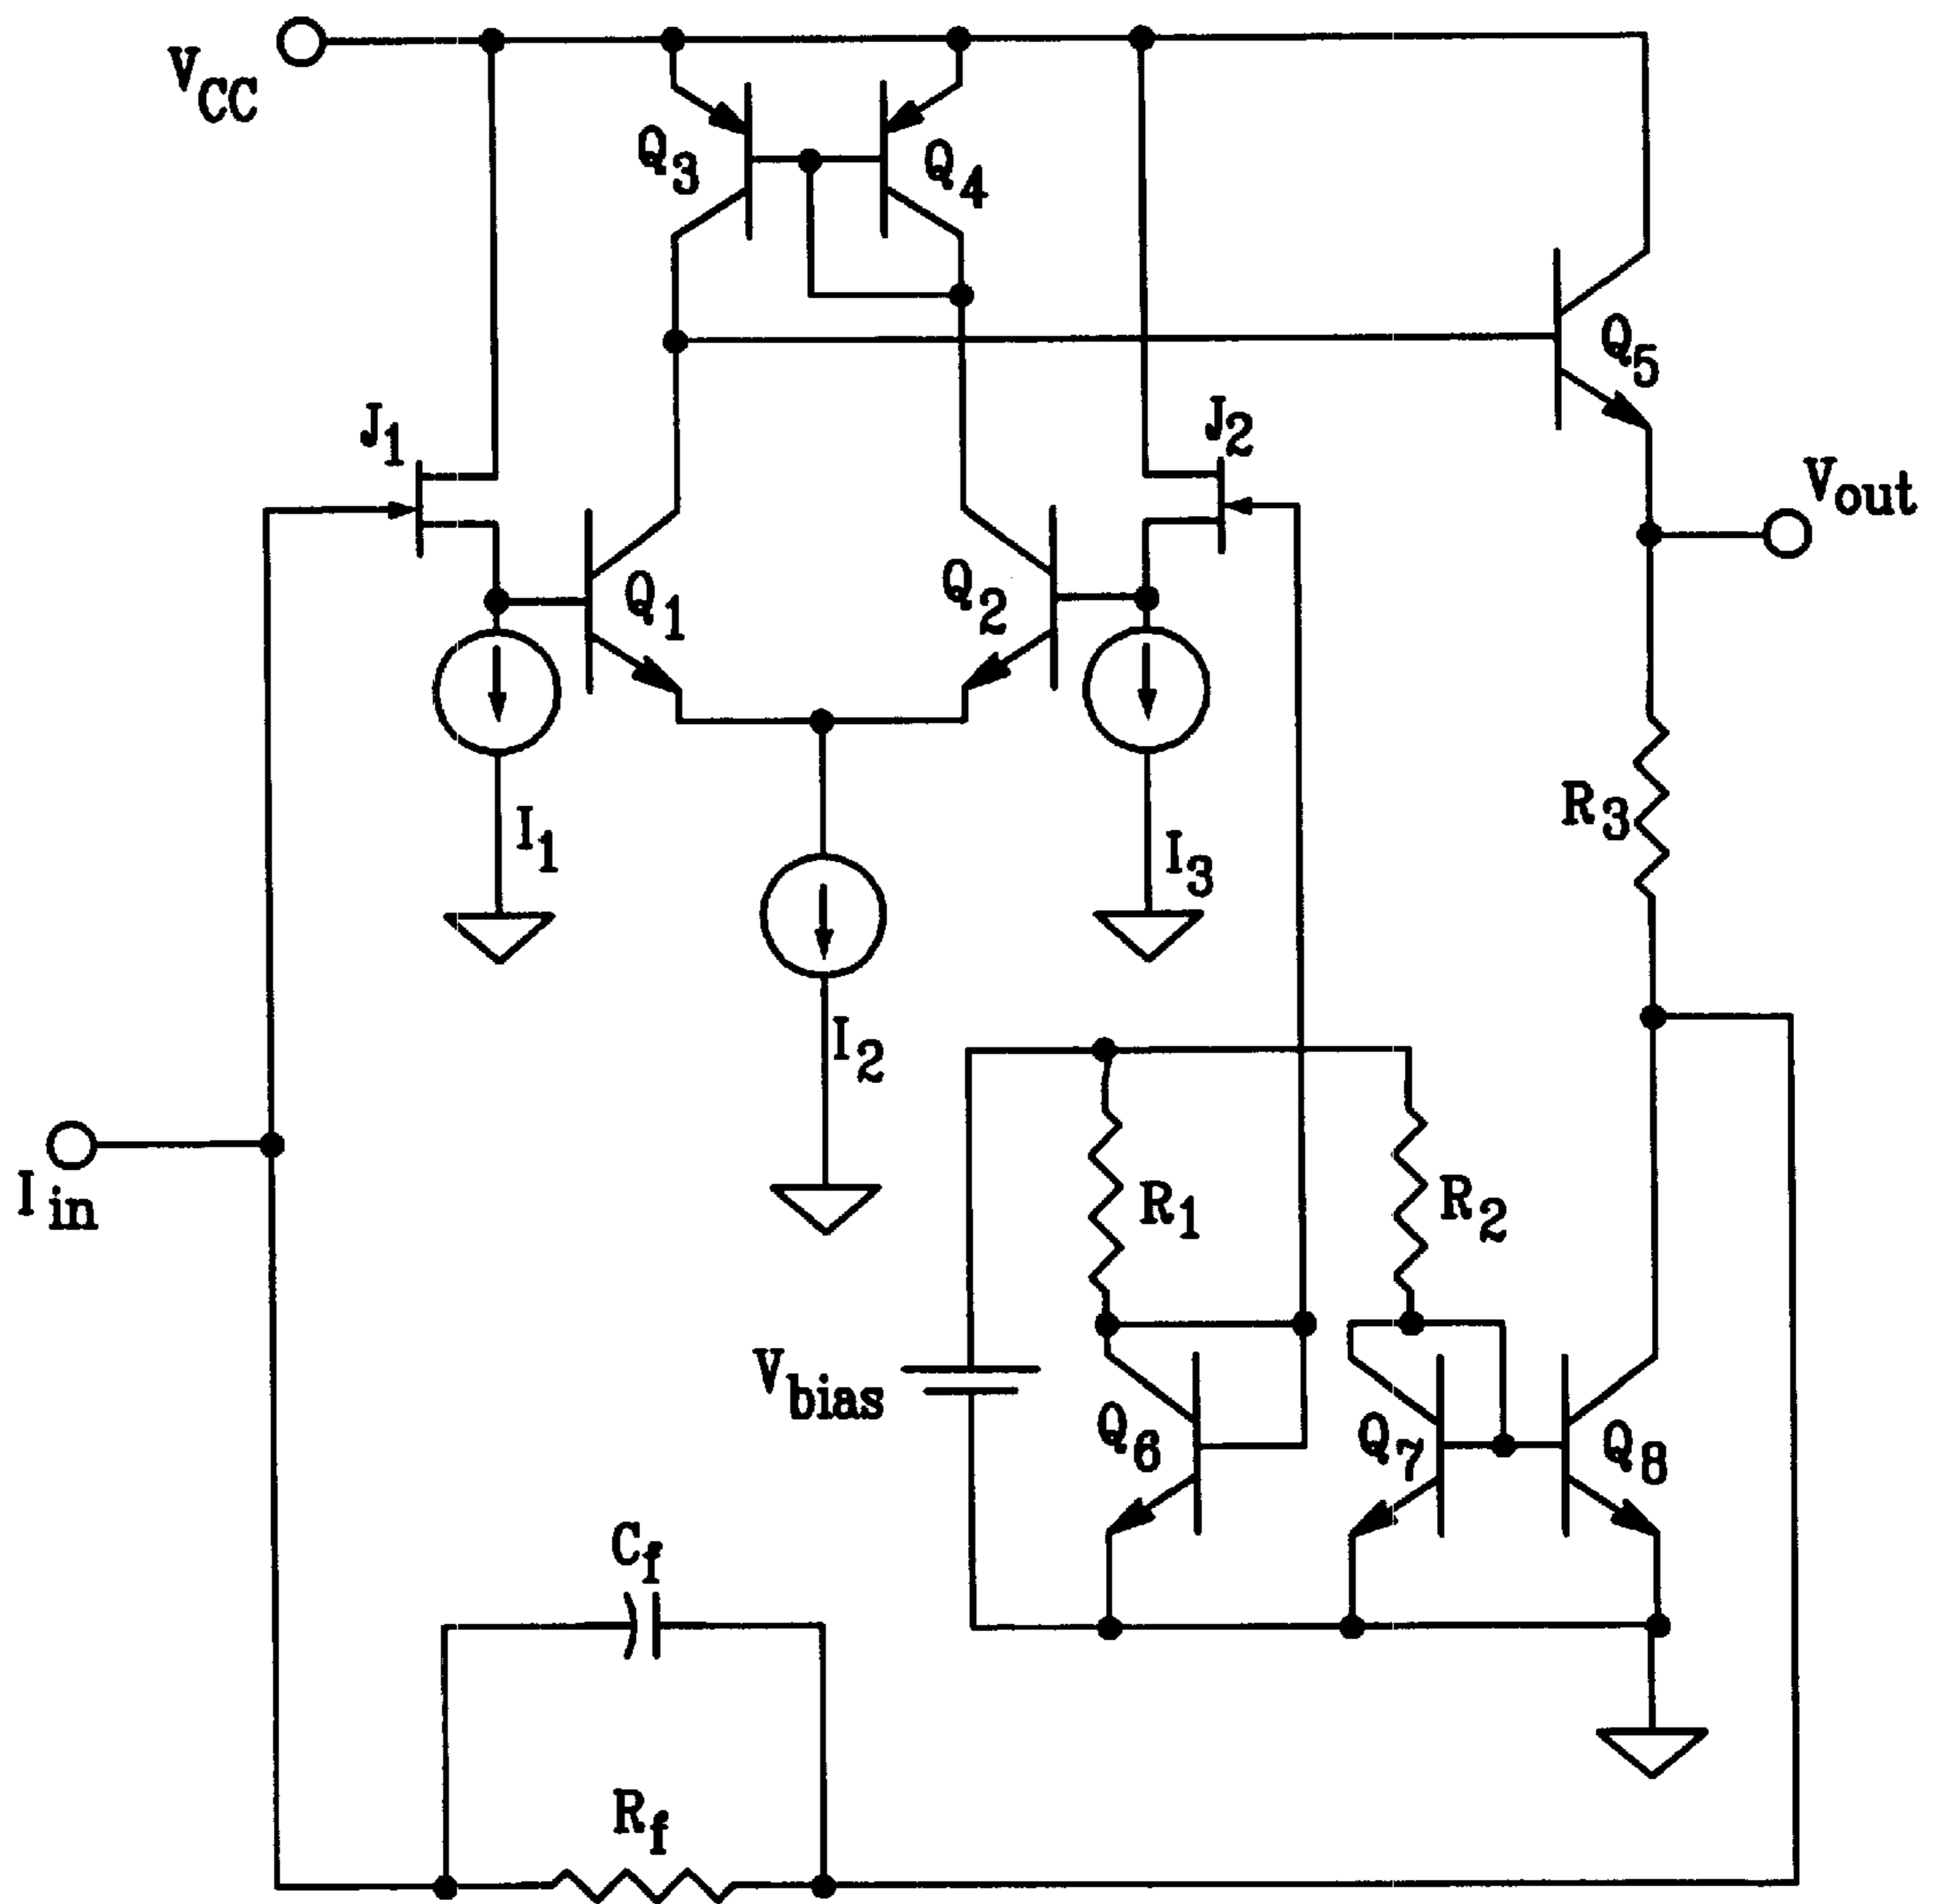 VCC
Q3
Q4
Q5
J1
J2
Vout
Q1
Q2
R3
I1
I3
I2
Iin
R1
R2
Vbias
Q6
Q7
Q8
Cf
Rf